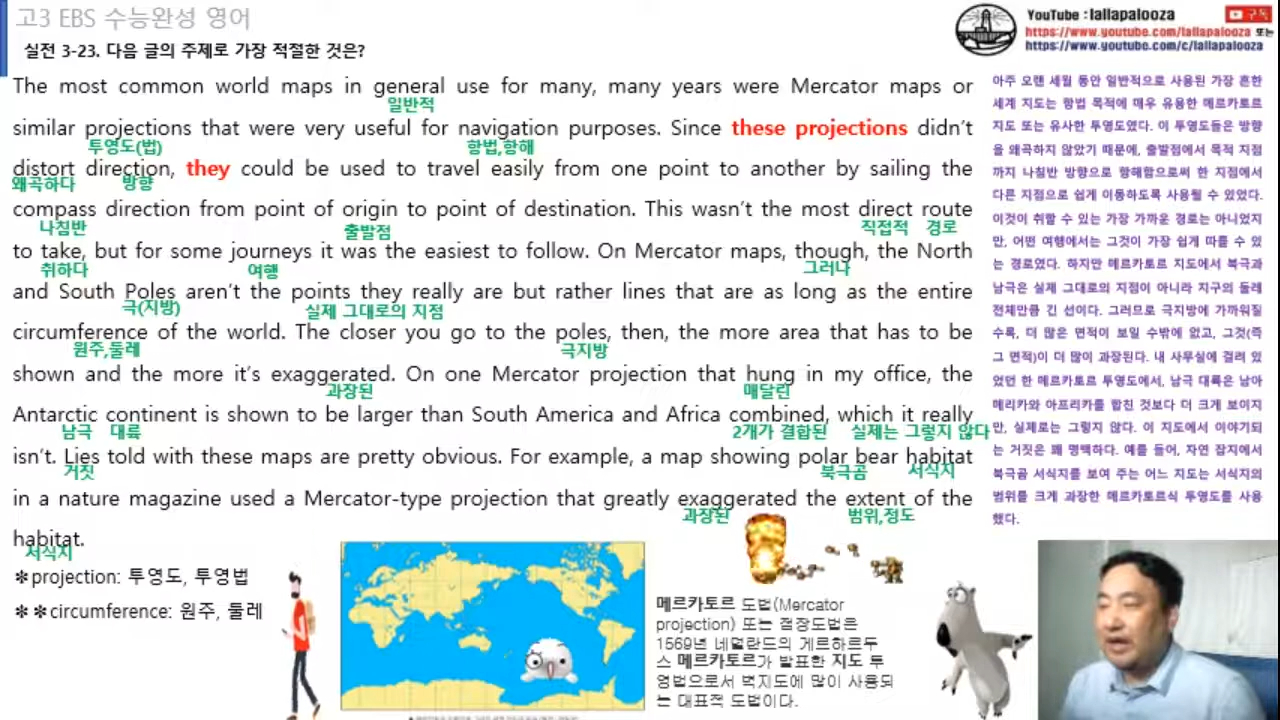 고3 EBS 수능완성 영어
실전 3-23. 다음 글의 주제로 가장 적절한 것은?
YouTube : lallapalooza
구독
https://www.youtube.com/lallapalooza 또는
https://www.youtube.com/c/lallapalooza
The most common world maps in general use for many, many years were Mercator maps or
일반적
similar projections that were very useful for navigation purposes. Since these projections didn't
투영도(법) 항법,항해
distort direction, they could be used to travel easily from one point to another by sailing the
왜곡하다 방향
compass direction from point of origin to point of destination. This wasn't the most direct route
나침반 출발점 직접적 경로
to take, but for some journeys it was the easiest to follow. On Mercator maps, though, the North
취하다 여행 그러나
and South Poles aren't the points they really are but rather lines that are as long as the entire
극(지방) 실제 그대로의 지점
circumference of the world. The closer you go to the poles, then, the more area that has to be
원주,둘레 극지방
shown and the more it's exaggerated. On one Mercator projection that hung in my office, the
과장된 매달린
Antarctic continent is shown to be larger than South America and Africa combined, which it really
남극 대륙 2개가 결합된 실제는 그렇지 않다
isn't. Lies told with these maps are pretty obvious. For example, a map showing polar bear habitat
거짓 북극곰 서식지
in a nature magazine used a Mercator-type projection that greatly exaggerated the extent of the
과장된 범위,정도
habitat.
서식지
아주 오랜 세월 동안 일반적으로 사용된 가장 흔한
세계 지도는 항법 목적에 매우 유용한 메르카토르
지도 또는 유사한 투영도였다. 이 투영도들은 방향
을 왜곡하지 않았기 때문에, 출발점에서 목적 지점
까지 나침반 방향으로 항해함으로써 한 지점에서
다른 지점으로 쉽게 이동하도록 사용될 수 있었다.
이것이 취할 수 있는 가장 가까운 경로는 아니었지
만, 어떤 여행에서는 그것이 가장 쉽게 따를 수 있
는 경로였다. 하지만 메르카토르 지도에서 북극과
남극은 실제 그대로의 지점이 아니라 지구의 둘레
전체만큼 긴 선이다. 그러므로 극지방에 가까워질
수록, 더 많은 면적이 보일 수밖에 없고, 그것(즉
그 면적)이 더 많이 과장된다. 내 사무실에 걸려 있
었던 한 메르카토르 투영도에서, 남극 대륙은 남아
메리카와 아프리카를 합친 것보다 더 크게 보이지
만, 실제로는 그렇지 않다. 이 지도에서 이야기되
는 거짓은 꽤 명백하다. 예를 들어, 자연 잡지에서
북극곰 서식지를 보여 주는 어느 지도는 서식지의
범위를 크게 과장한 메르카토르식 투영도를 사용
했다.
✻projection: 투영도, 투영법
✻✻circumference: 원주, 둘레
메르카토르 도법(Mercator
projection) 또는 점장도법은
1569년 네덜란드의 게르하르두
스 메르카토르가 발표한 지도 투
영법으로서 벽지도에 많이 사용되
는 대표적 도법이다.